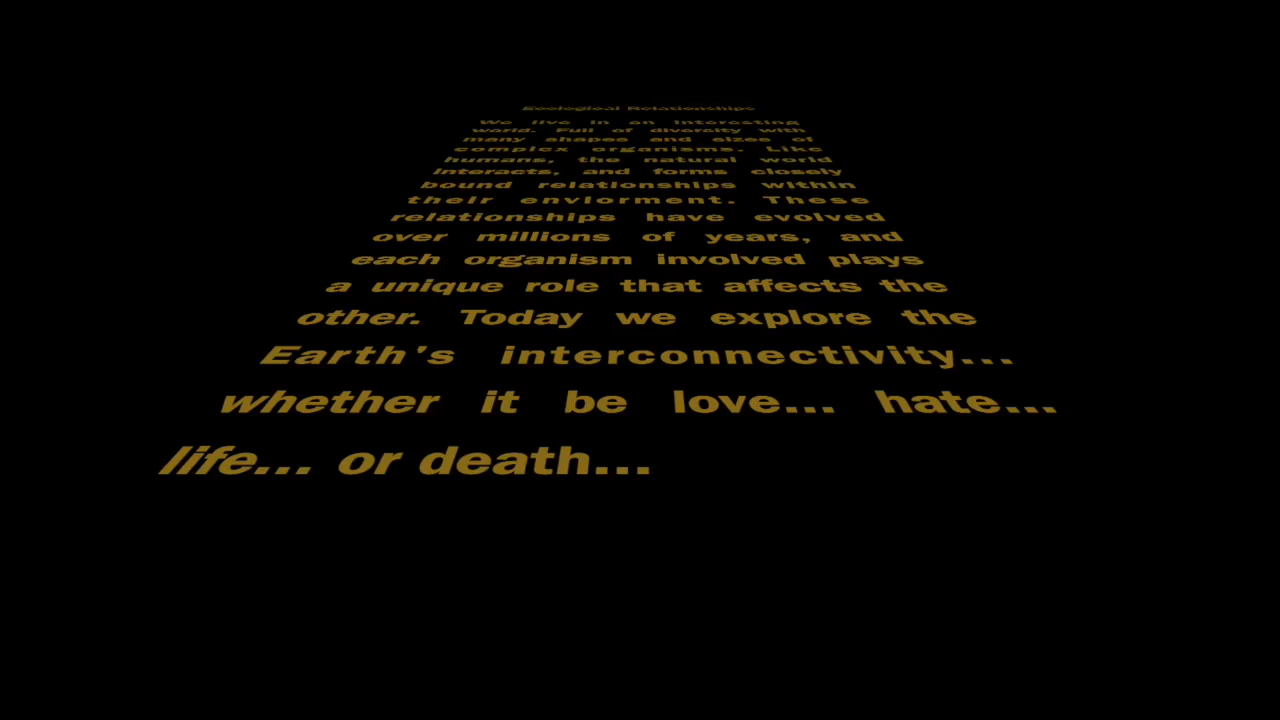 Ecological Relationships
We live in an interesting
world. Full of diversity with
many shapes and sizes of
complex organisms. Like
humans, the natural world
interacts, and forms closely
bound relationships within
their enviorment. These
relationships have evolved
over millions of years, and
each organism involved plays
a unique role that affects the
other. Today we explore the
Earth's interconnectivity...
whether it be love... hate...
life... or death...